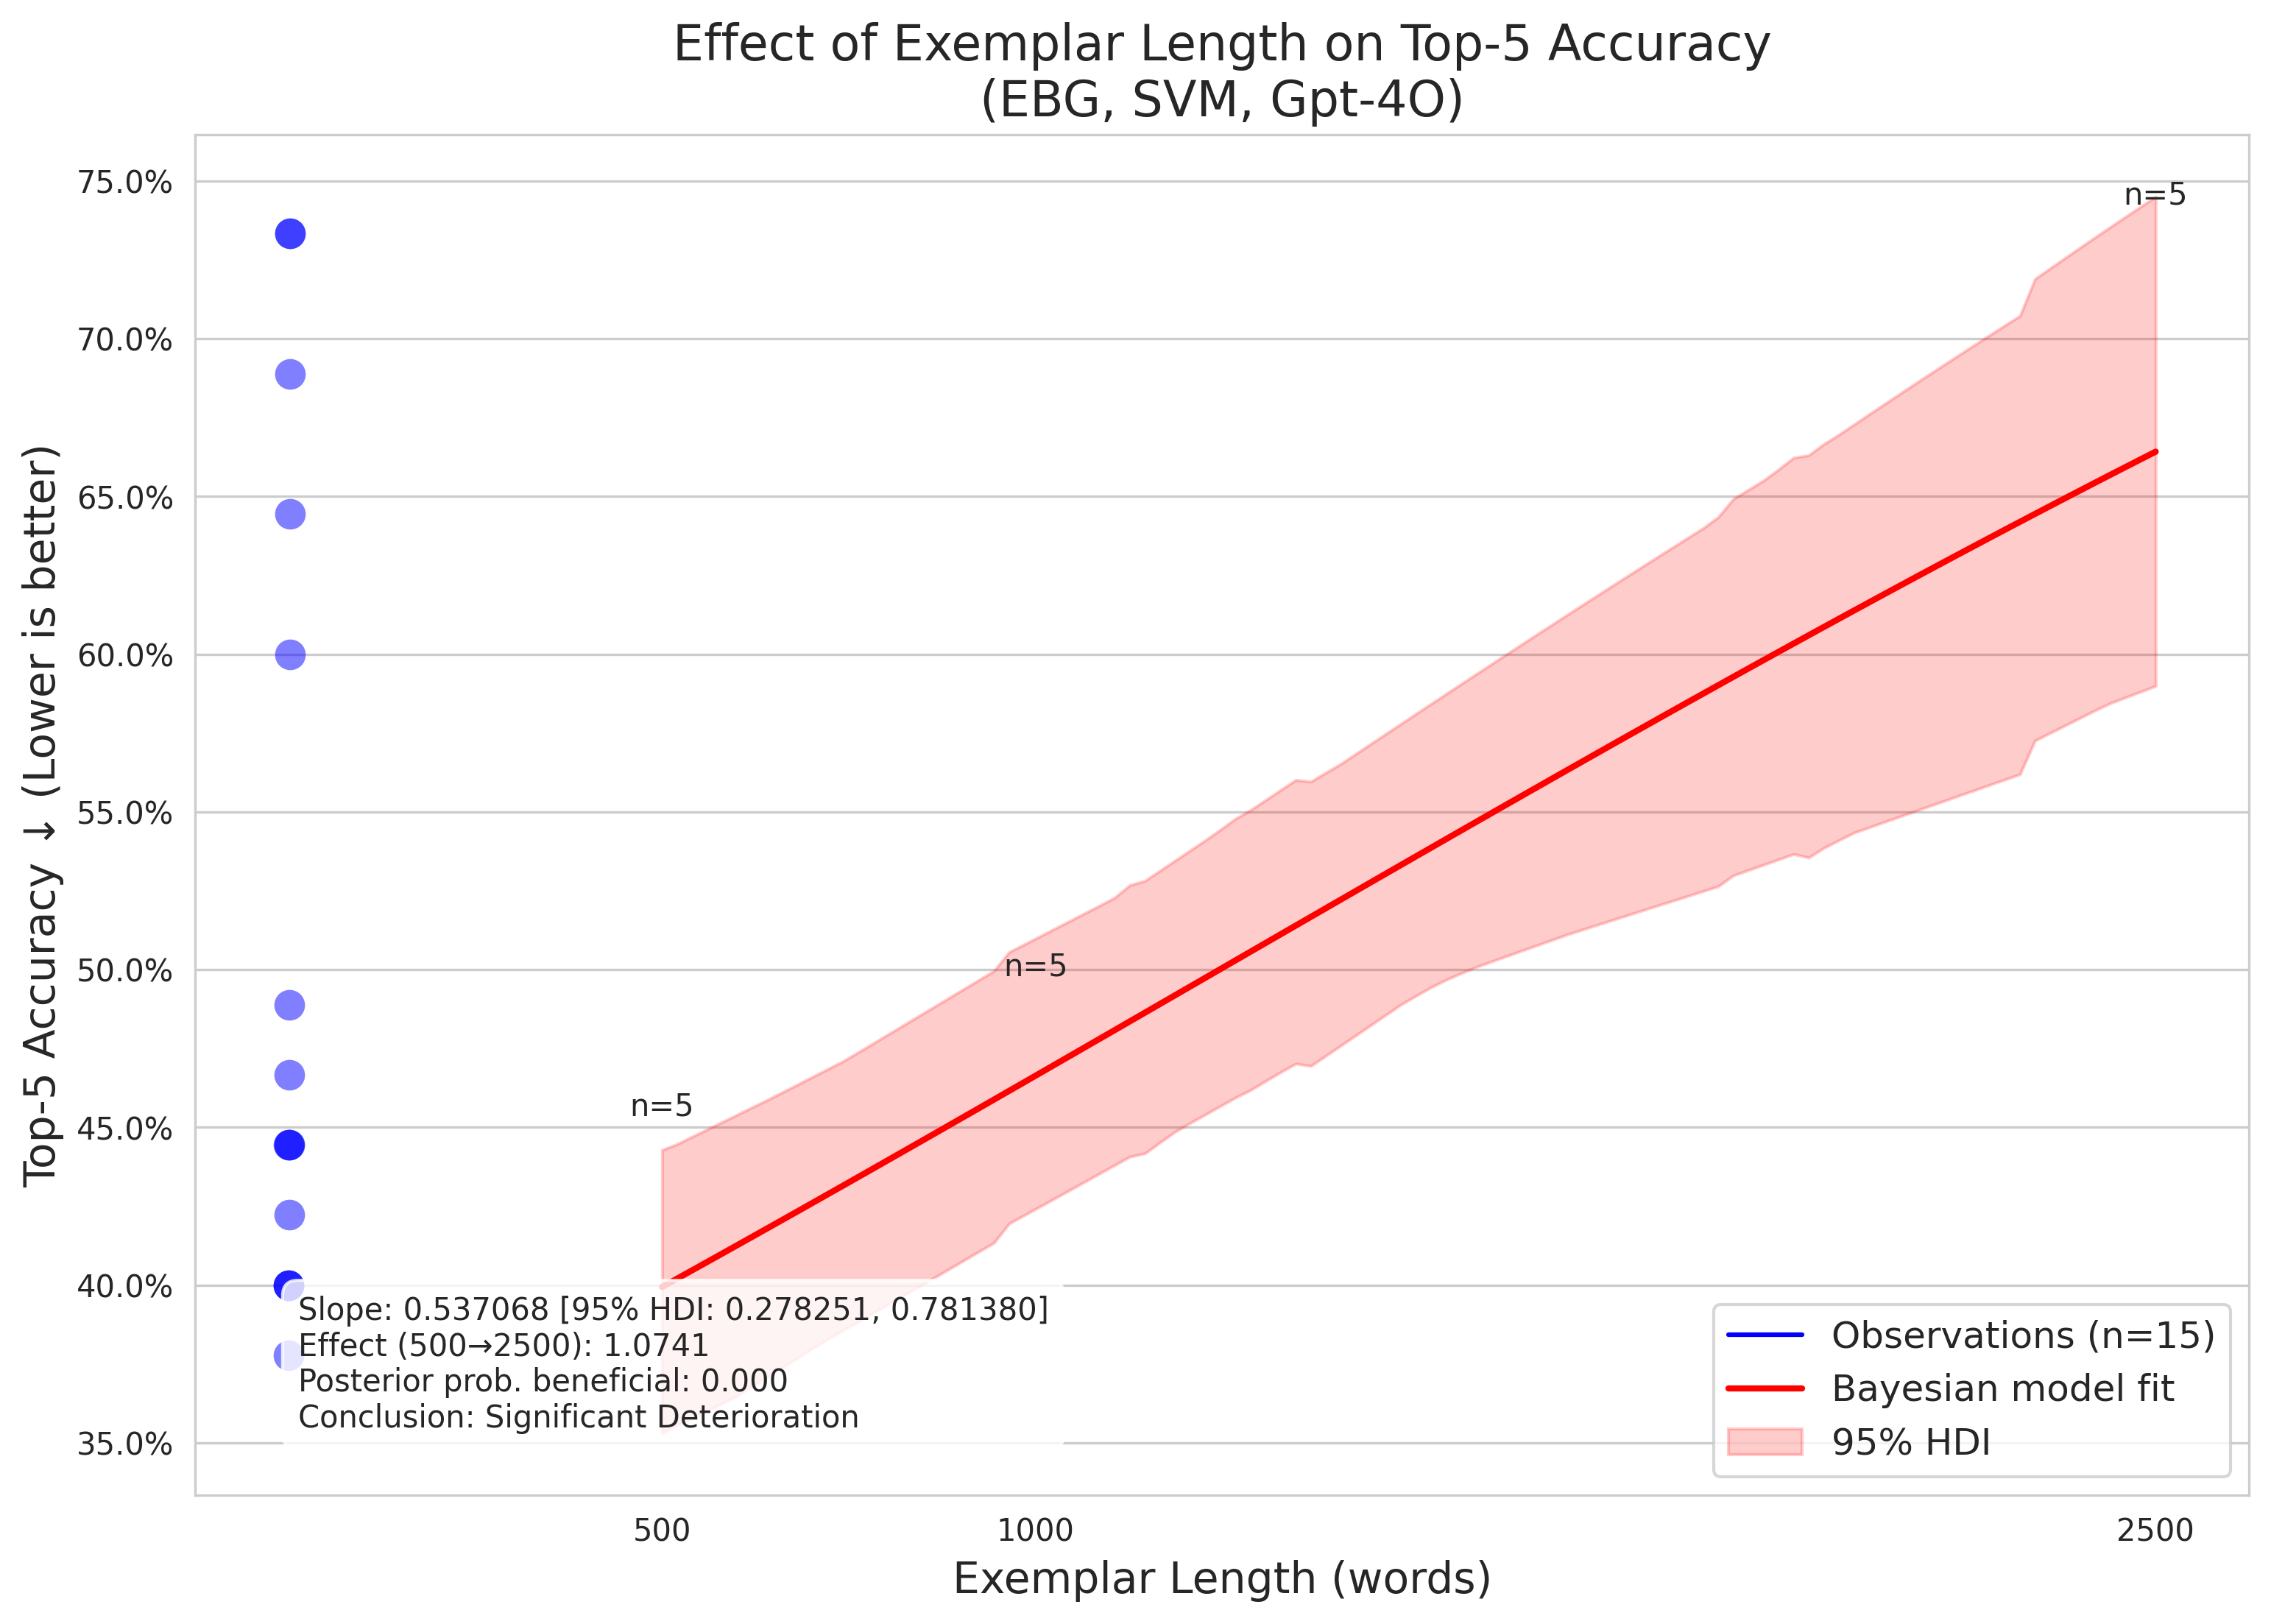 Effect of Exemplar Length on Top-5 Accuracy
(EBG, SVM, Gpt-4O)
Top-5 Accuracy ↓ (Lower is better)
75.0%
70.0%
65.0%
60.0%
55.0%
50.0%
45.0%
40.0%
35.0%
n=5
n=5
n=5
Slope: 0.537068 [95% HDI: 0.278251, 0.781380]
Effect (500→2500): 1.0741
Posterior prob. beneficial: 0.000
Conclusion: Significant Deterioration
Observations (n=15)
Bayesian model fit
95% HDI
500
1000
2500
Exemplar Length (words)